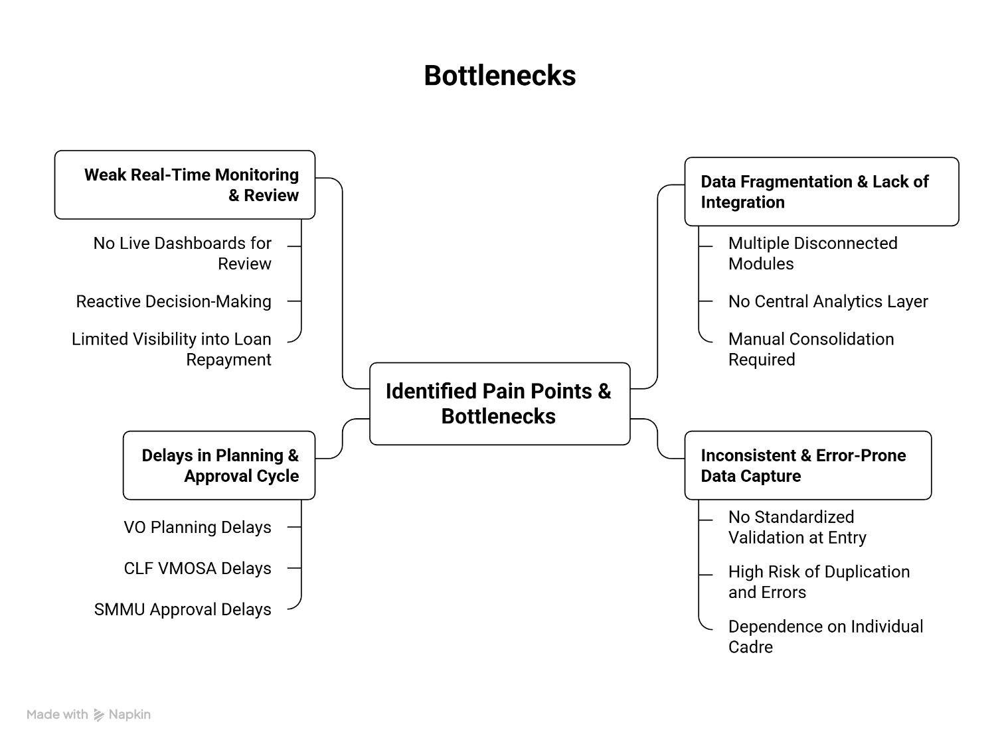 Bottlenecks
Weak Real-Time Monitoring
& Review
No Live Dashboards for
Review
Reactive Decision-Making
Limited Visibility into Loan
Repayment
Data Fragmentation & Lack of
Integration
Multiple Disconnected
Modules
No Central Analytics Layer
Manual Consolidation
Required
Identified Pain Points &
Bottlenecks
Delays in Planning &
Approval Cycle
VO Planning Delays
CLF VMOSA Delays
SMMU Approval Delays
Inconsistent & Error-Prone
Data Capture
No Standardized
Validation at Entry
High Risk of Duplication
and Errors
Dependence on Individual
Cadre
Made with Napkin